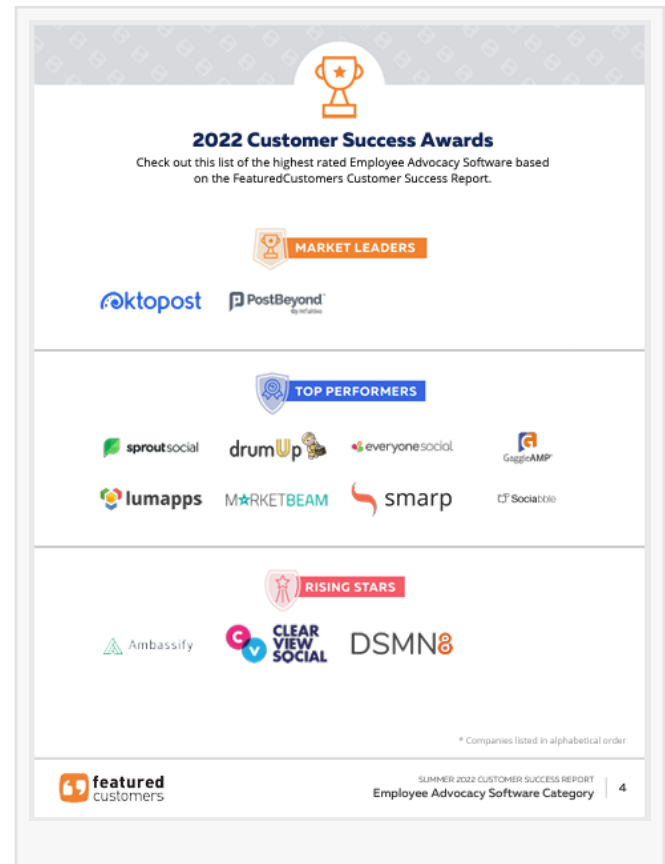 2022 Customer Success Awards
Check out this list of the highest rated Employee Advocacy Software based
on the FeaturedCustomers Customer Success Report.
MARKET LEADERS
Oktopost PostBeyond
TOP PERFORMERS
sproutsocial drumUp everyonesocial GaggleAMP
lumapps MARKETBEAM smarp Sociabble
RISING STARS
Ambassify CV CLEAR
VIEW
SOCIAL DSMN8
* Companies listed in alphabetical order
featured
customers
SUMMER 2022 CUSTOMER SUCCESS REPORT
Employee Advocacy Software Category 4